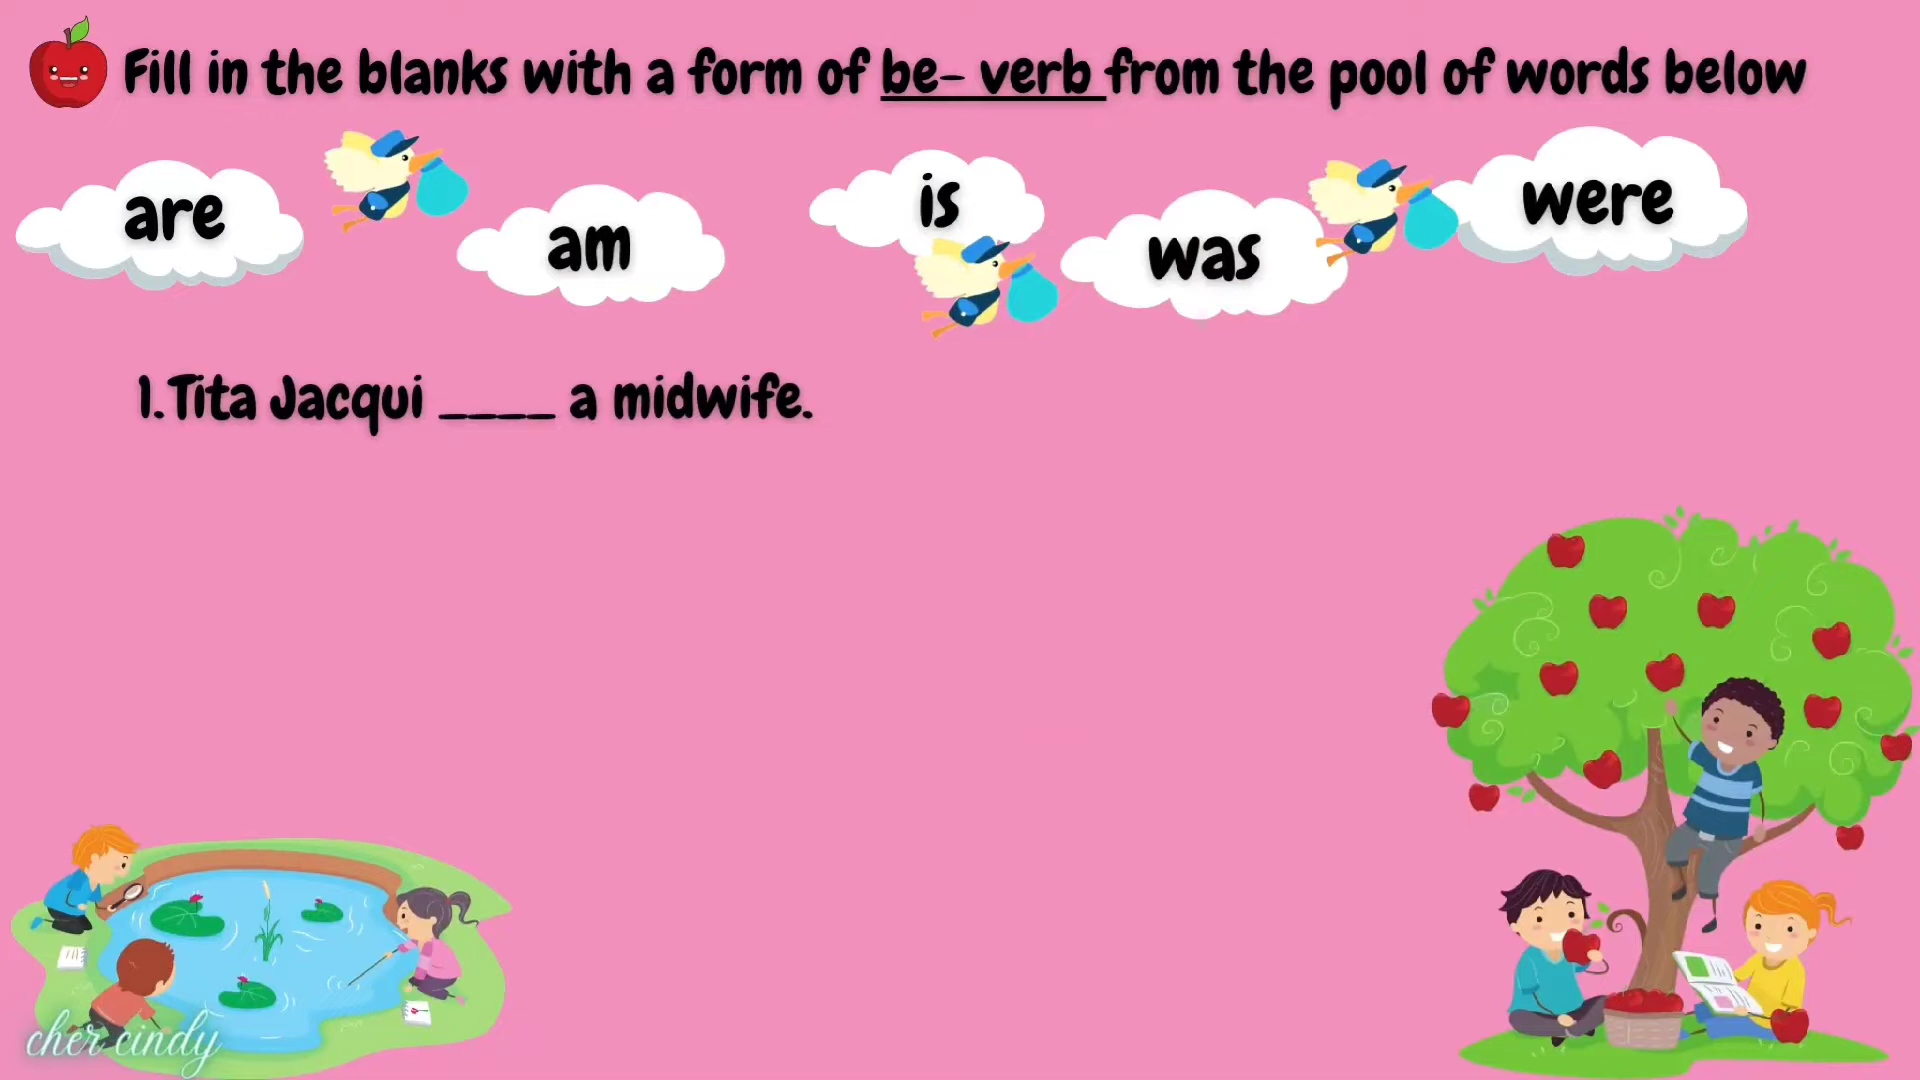 Fill in the blanks with a form of be- verb from the pool of words below
are
am
is
was
were
1. Tita Jacqui ____ a midwife.
cher cindy